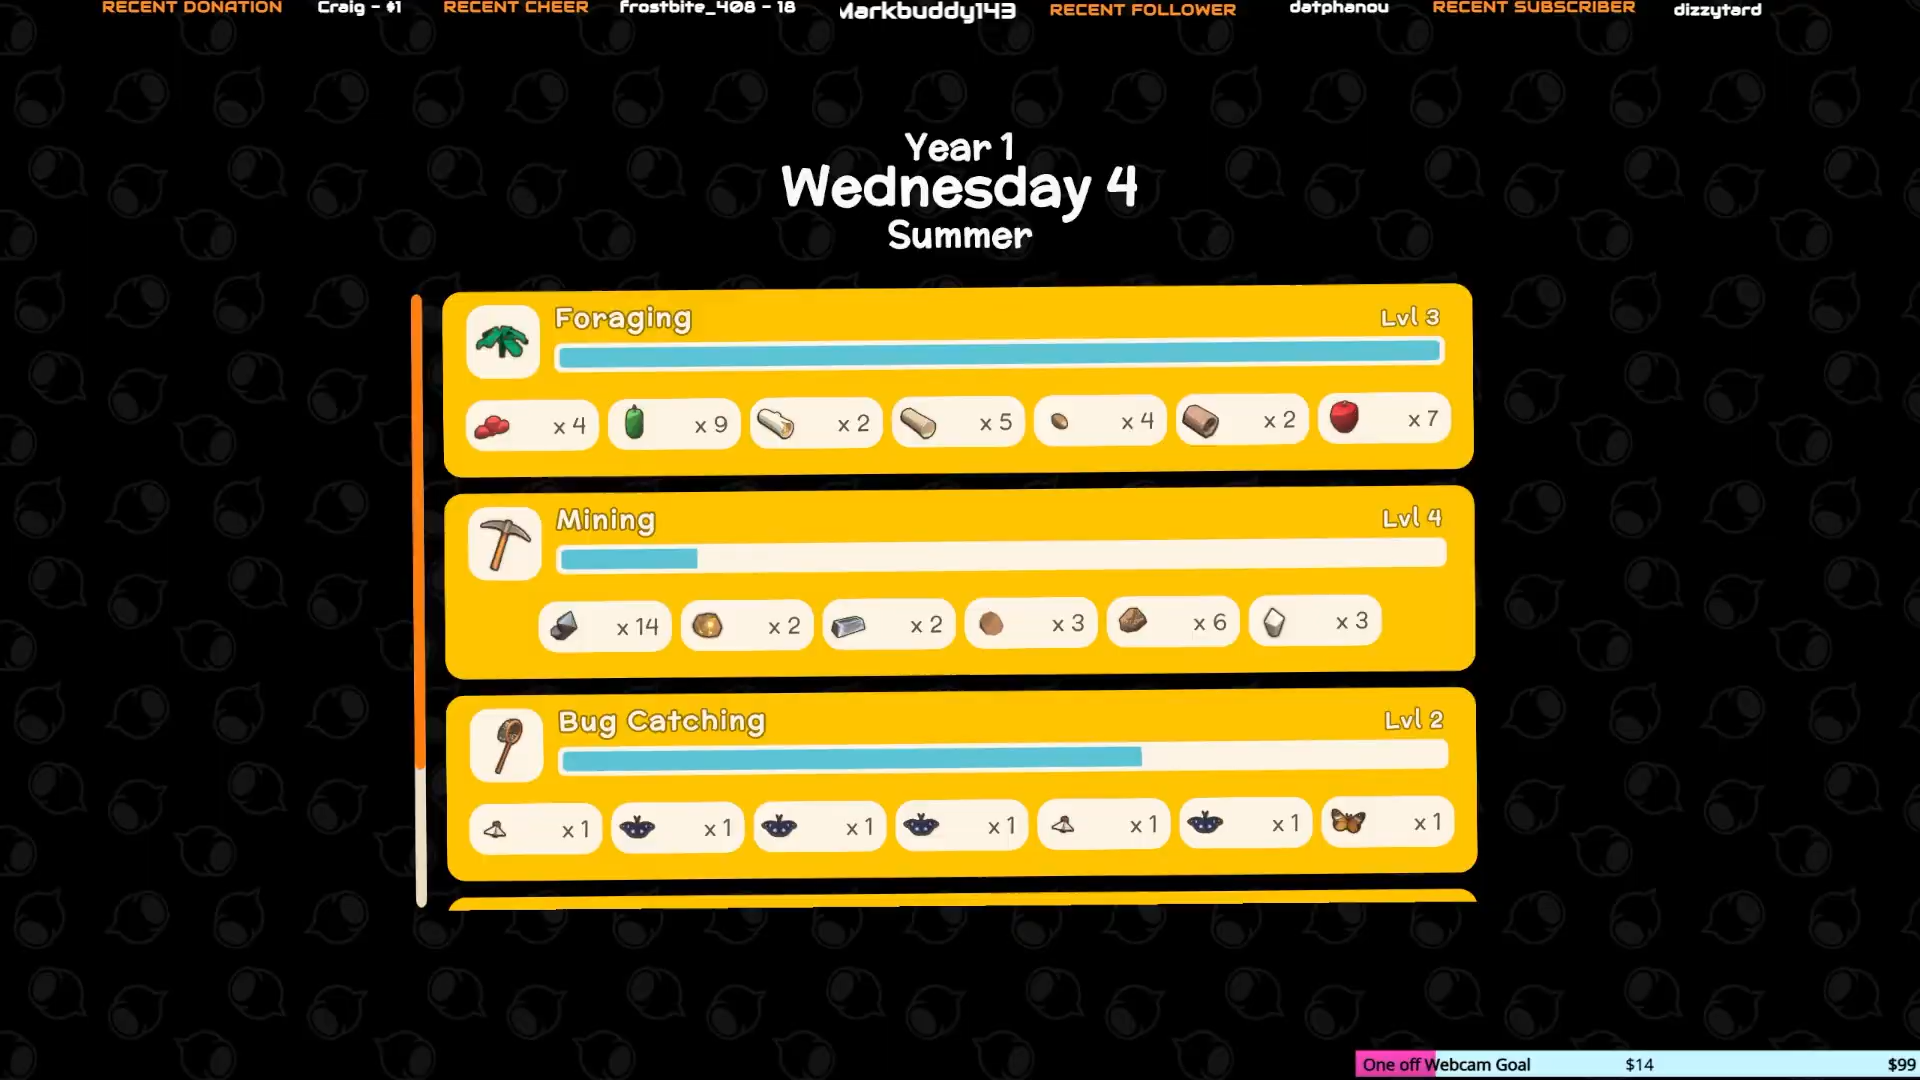 RECENT DONATION Craig - $1 RECENT CHEER frostbite_408 - 18 Markbuddy143 RECENT FOLLOWER datphanou RECENT SUBSCRIBER dizzytard
Year 1
Wednesday 4
Summer
Foraging Lvl 3
x 4 x 9 x 2 x 5 x 4 x 2 x 7
Mining Lvl 4
x 14 x 2 x 2 x 3 x 6 x 3
Bug Catching Lvl 2
x 1 x 1 x 1 x 1 x 1 x 1 x 1
One off Webcam Goal $14 $99